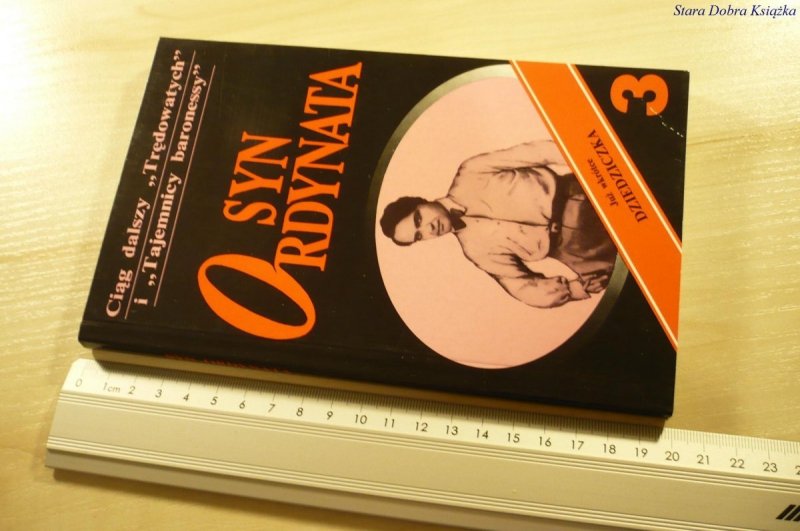 Stara Dobra Książka
Ciąg dalszy „Trędowatych”
i „Tajemnicy baronessy”
SYN
ORDYNATA
Już wkrótce
DZIEDZICZKA
3
SYN ORDYNATA
0 1cm 2 3 4 5 6 7 8 9 10 11 12 13 14 15 16 17 18 19 20 21 22 23